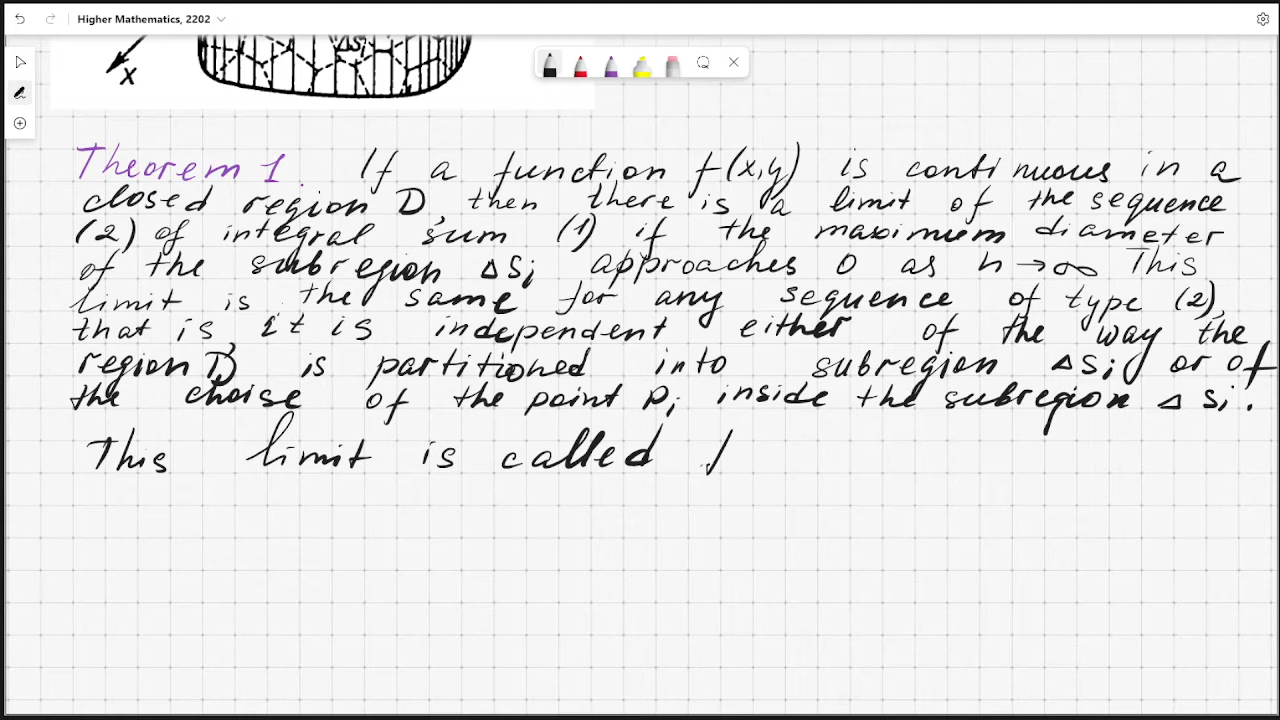 Higher Mathematics, 2202
ΔSi
x
Theorem 1. If a function f(x,y) is continuous in a
closed region D, then there is a limit of the sequence
(2) of integral sum (1) if the maximum diameter
of the subregion ΔSi approaches 0 as n→∞ This
limit is the same for any sequence of type (2),
that is it is independent either of the way the
region D is partitioned into subregion ΔSi or of
the choise of the point Pi inside the subregion ΔSi.
This limit is called